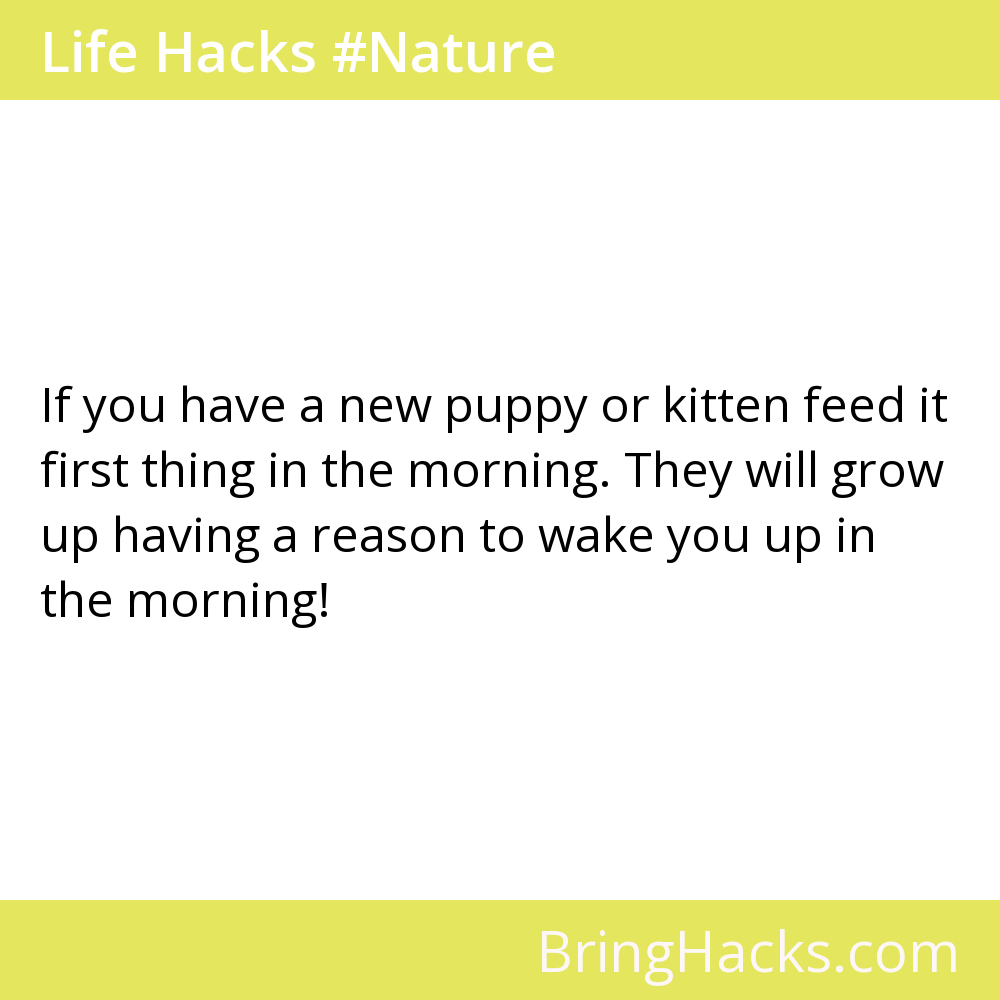 Life Hacks #Nature
If you have a new puppy or kitten feed it
first thing in the morning. They will grow
up having a reason to wake you up in
the morning!
BringHacks.com